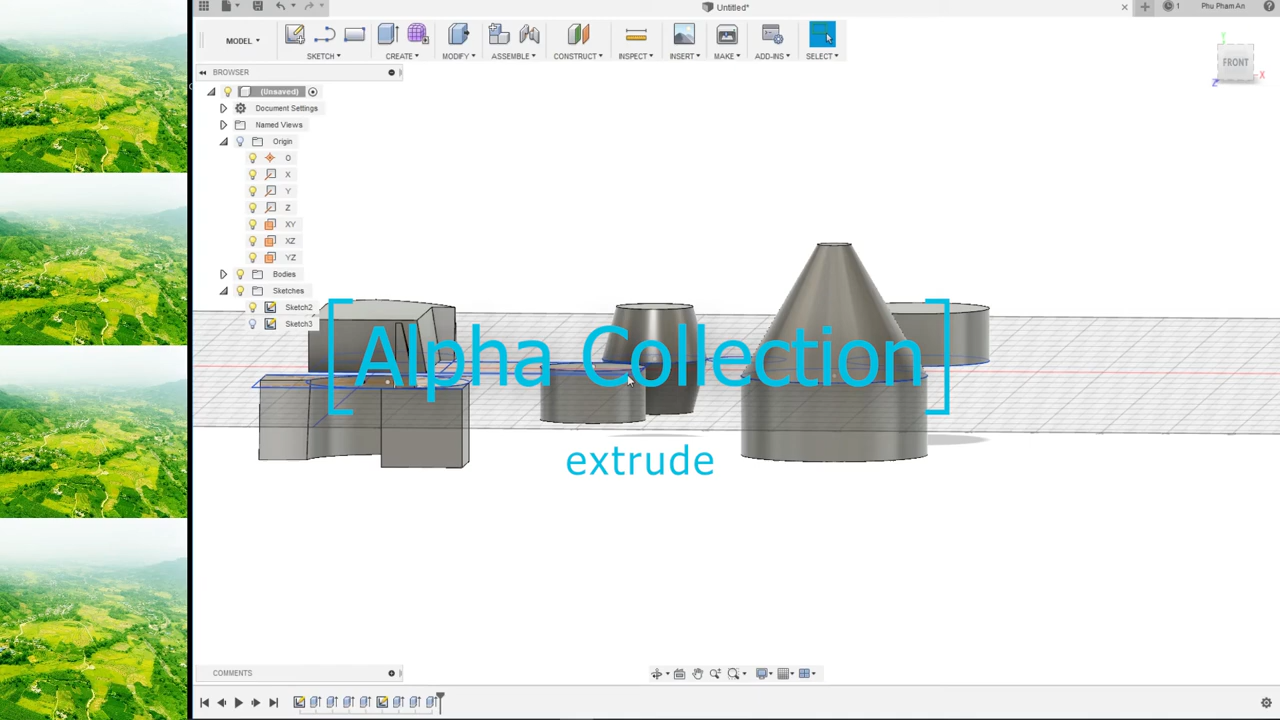 Untitled*
1
Phu Pham An
MODEL
SKETCH
CREATE
MODIFY
ASSEMBLE
CONSTRUCT
INSPECT
INSERT
MAKE
ADD-INS
SELECT
Y
FRONT
X
Z
BROWSER
(Unsaved)
Document Settings
Named Views
Origin
O
X
Y
Z
XY
XZ
YZ
Bodies
Sketches
Sketch2
Sketch3
[Alpha Collection]
extrude
COMMENTS